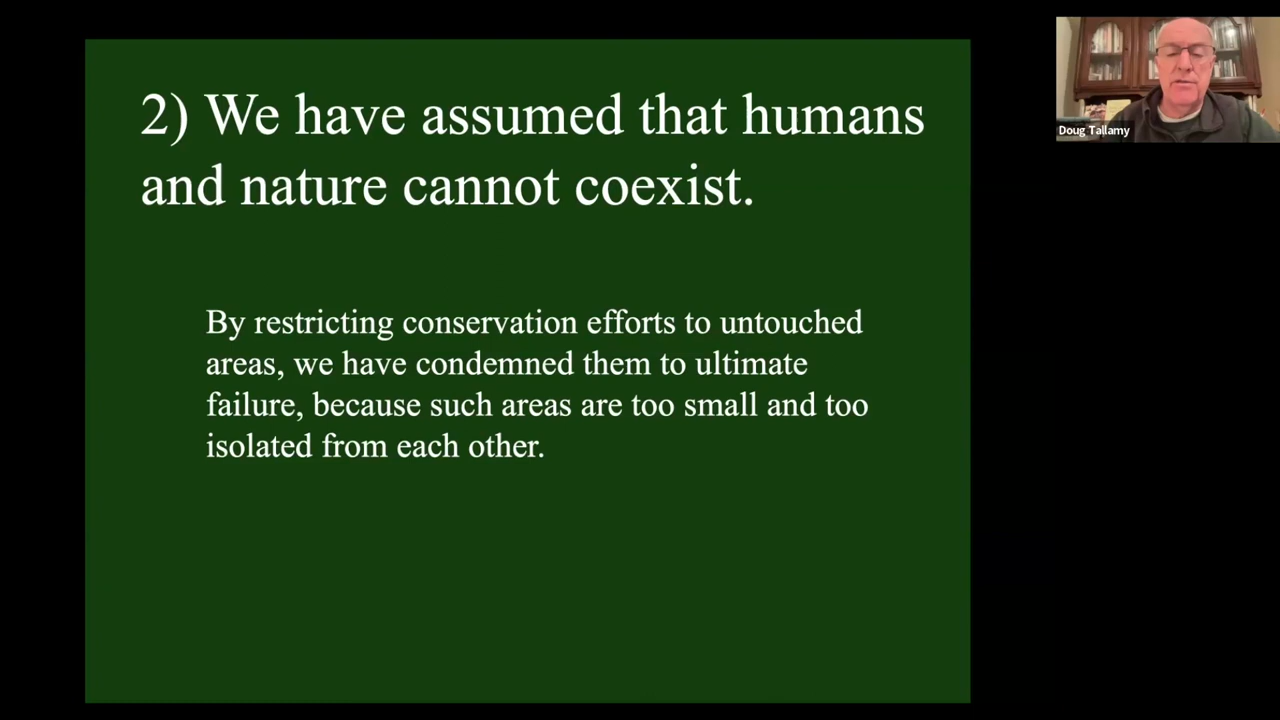 2) We have assumed that humans
and nature cannot coexist.
By restricting conservation efforts to untouched
areas, we have condemned them to ultimate
failure, because such areas are too small and too
isolated from each other.
Doug Tallamy